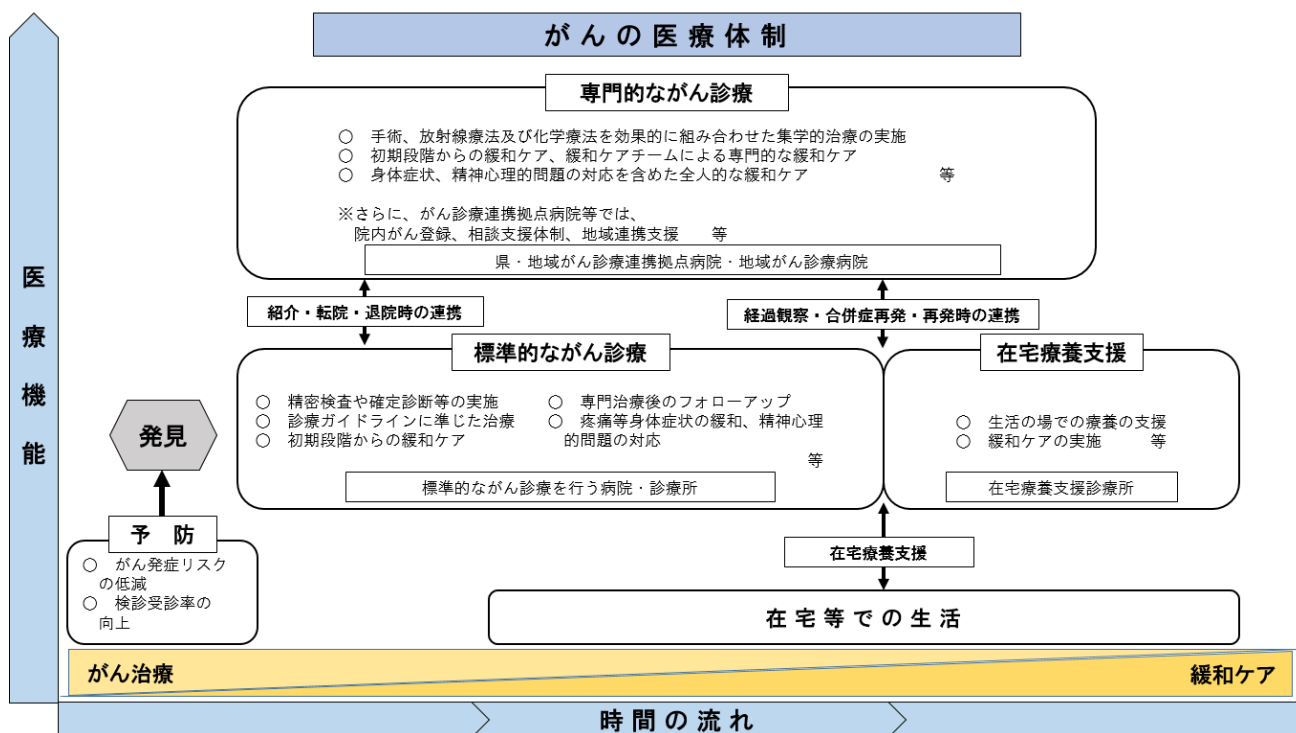 がんの医療体制
専門的ながん診療
○ 手術、放射線療法及び化学療法を効果的に組み合わせた集学的治療の実施
○ 初期段階からの緩和ケア、緩和ケアチームによる専門的な緩和ケア
○ 身体症状、精神心理的問題の対応を含めた全人的な緩和ケア 等
※さらに、がん診療連携拠点病院等では、
院内がん登録、相談支援体制、地域連携支援 等
県・地域がん診療連携拠点病院・地域がん診療病院
紹介・転院・退院時の連携
経過観察・合併症再発・再発時の連携
標準的ながん診療
○ 精密検査や確定診断等の実施
○ 診療ガイドラインに準じた治療
○ 初期段階からの緩和ケア
○ 専門治療後のフォローアップ
○ 疼痛等身体症状の緩和、精神心理
的問題の対応
等
標準的ながん診療を行う病院・診療所
在宅療養支援
○ 生活の場での療養の支援
○ 緩和ケアの実施 等
在宅療養支援診療所
医療機能
発見
予 防
○ がん発症リスク
の低減
○ 検診受診率の
向上
在宅療養支援
在宅等での生活
がん治療
緩和ケア
時間の流れ